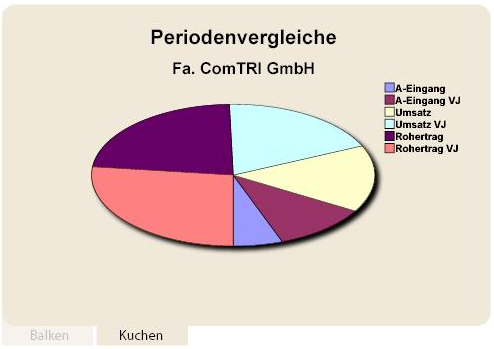 Periodenvergleiche
Fa. ComTRI GmbH
A-Eingang
A-Eingang VJ
Umsatz
Umsatz VJ
Rohertrag
Rohertrag VJ
Balken
Kuchen